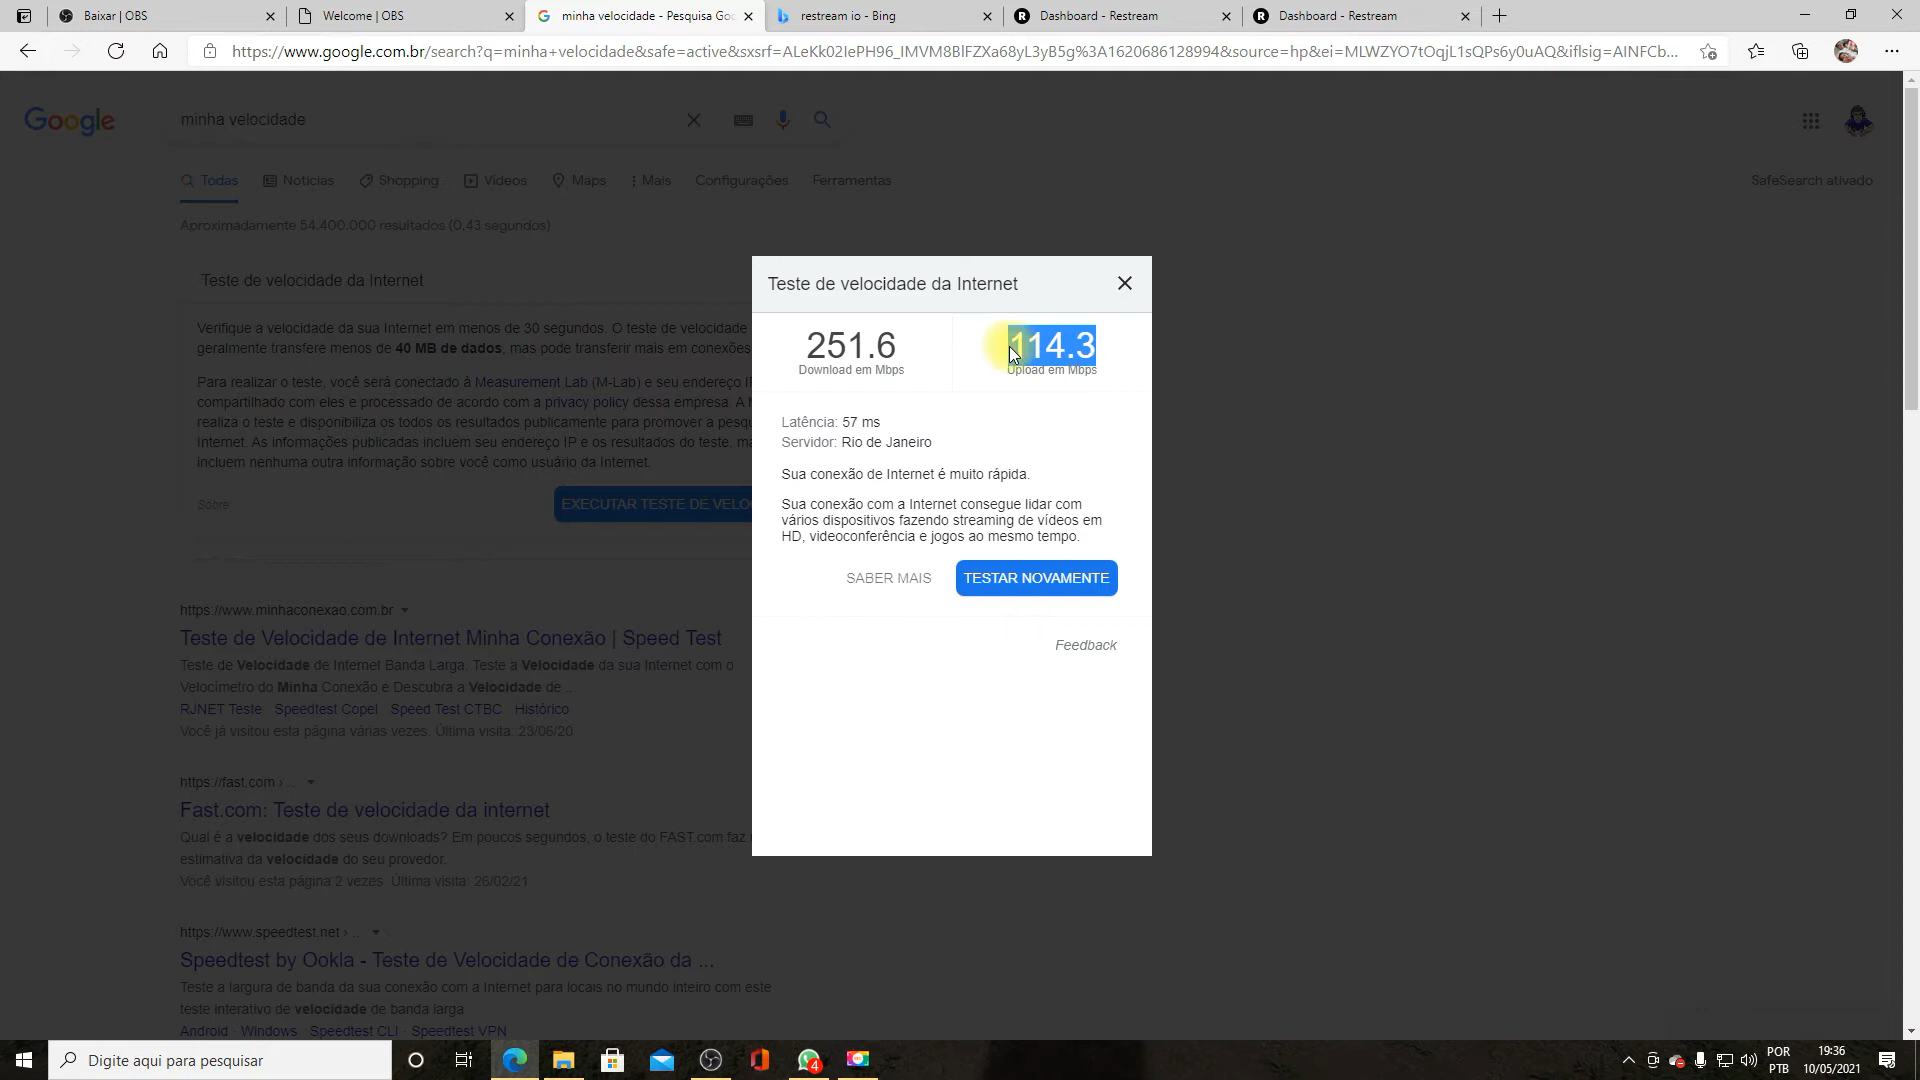 Baixar | OBS
Welcome | OBS
minha velocidade - Pesquisa Goo
restream io - Bing
Dashboard - Restream
Dashboard - Restream
https://www.google.com.br/search?q=minha+velocidade&safe=active&sxsrf=ALeKk02IePH96_IMVM8BlFZXa68yL3yB5g%3A1620686128994&source=hp&ei=MLWZYO7tOqjL1sQPs6y0uAQ&iflsig=AINFCb...
Google
minha velocidade
Todas
Notícias
Shopping
Vídeos
Maps
Mais
Configurações
Ferramentas
SafeSearch ativado
Aproximadamente 54.400.000 resultados (0,43 segundos)
Teste de velocidade da Internet
Verifique a velocidade da sua Internet em menos de 30 segundos. O teste de velocidade
geralmente transfere menos de 40 MB de dados, mas pode transferir mais em conexões
Para realizar o teste, você será conectado à Measurement Lab (M-Lab) e seu endereço IP
compartilhado com eles e processado de acordo com a privacy policy dessa empresa. A
realiza o teste e disponibiliza os todos os resultados publicamente para promover a
Internet. As informações publicadas incluem seu endereço IP e os resultados do teste,
incluem nenhuma outra informação sobre você como usuário da Internet.
Sobre
EXECUTAR TESTE DE
Teste de velocidade da Internet
251.6
Download em Mbps
114.3
Upload em Mbps
Latência: 57 ms
Servidor: Rio de Janeiro
Sua conexão de Internet é muito rápida.
Sua conexão com a Internet consegue lidar com
vários dispositivos fazendo streaming de vídeos em
HD, videoconferência e jogos ao mesmo tempo.
SABER MAIS
TESTAR NOVAMENTE
Feedback
https://www.minhaconexao.com.br
Teste de Velocidade de Internet Minha Conexão | Speed Test
Teste de Velocidade de Internet Banda Larga. Teste a Velocidade da sua Internet com o
Velocímetro do Minha Conexão e Descubra a Velocidade de ...
RJNET Teste · Speedtest Copel · Speed Test CTBC · Histórico
Você já visitou esta página várias vezes. Última visita: 23/06/20
https://fast.com › ...
Fast.com: Teste de velocidade da internet
Qual é a velocidade dos seus downloads? Em poucos segundos, o teste do FAST.com faz
estimativa da velocidade do seu provedor.
Você visitou esta página 2 vezes. Última visita: 26/02/21
https://www.speedtest.net › ...
Speedtest by Ookla - Teste de Velocidade de Conexão da ...
Teste a largura de banda da sua conexão com a Internet para locais no mundo inteiro com este
teste interativo de velocidade de banda larga
Android · Windows · Speedtest CLI · Speedtest VPN
Digite aqui para pesquisar
4
POR
PTB
19:36
10/05/2021